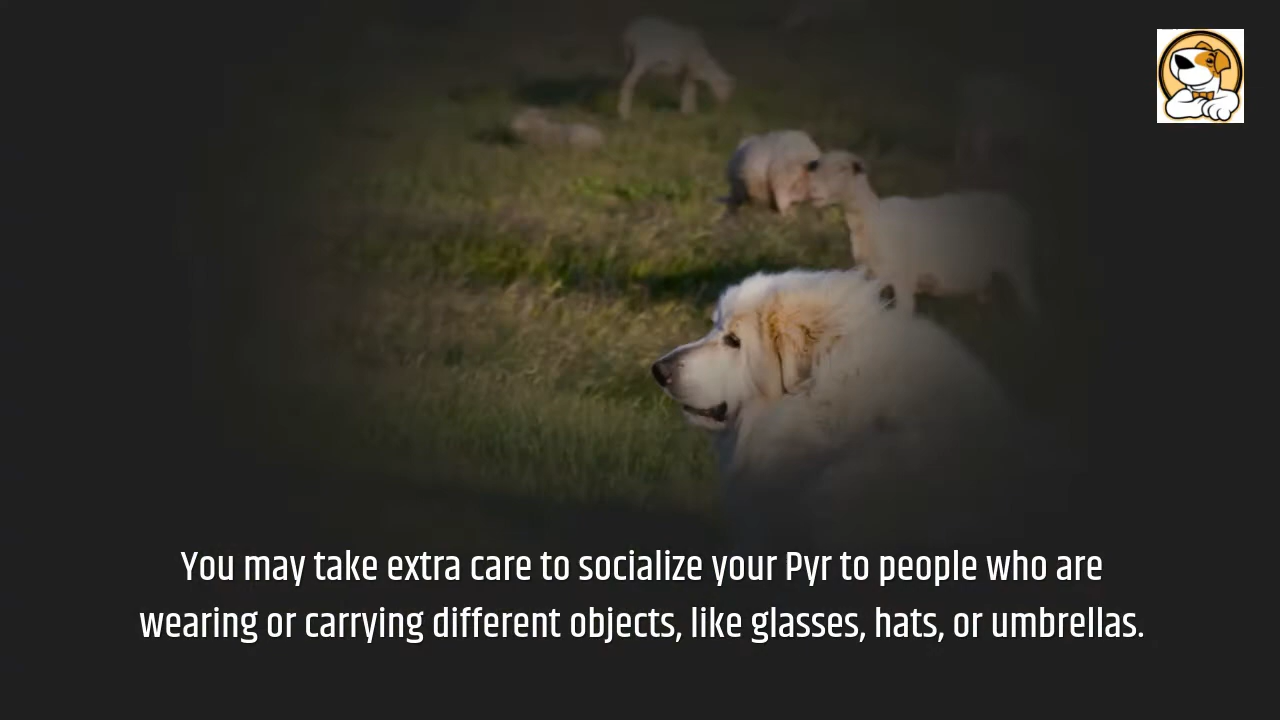 You may take extra care to socialize your Pyr to people who are
wearing or carrying different objects, like glasses, hats, or umbrellas.